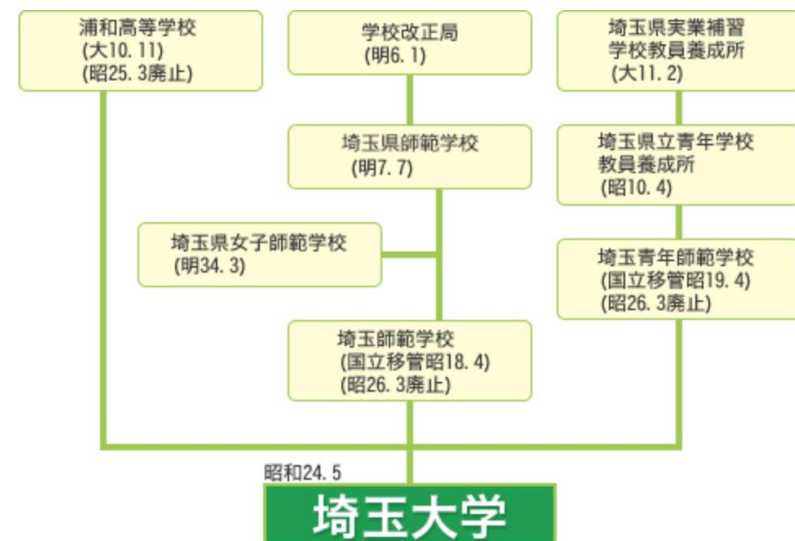 浦和高等学校
(大10. 11)
(昭25. 3廃止)
学校改正局
(明6. 1)
埼玉県実業補習
学校教員養成所
(大11. 2)
埼玉県師範学校
(明7. 7)
埼玉県立青年学校
教員養成所
(昭10. 4)
埼玉県女子師範学校
(明34. 3)
埼玉青年師範学校
(国立移管昭19. 4)
(昭26. 3廃止)
埼玉師範学校
(国立移管昭18. 4)
(昭26. 3廃止)
昭和24. 5
埼玉大学